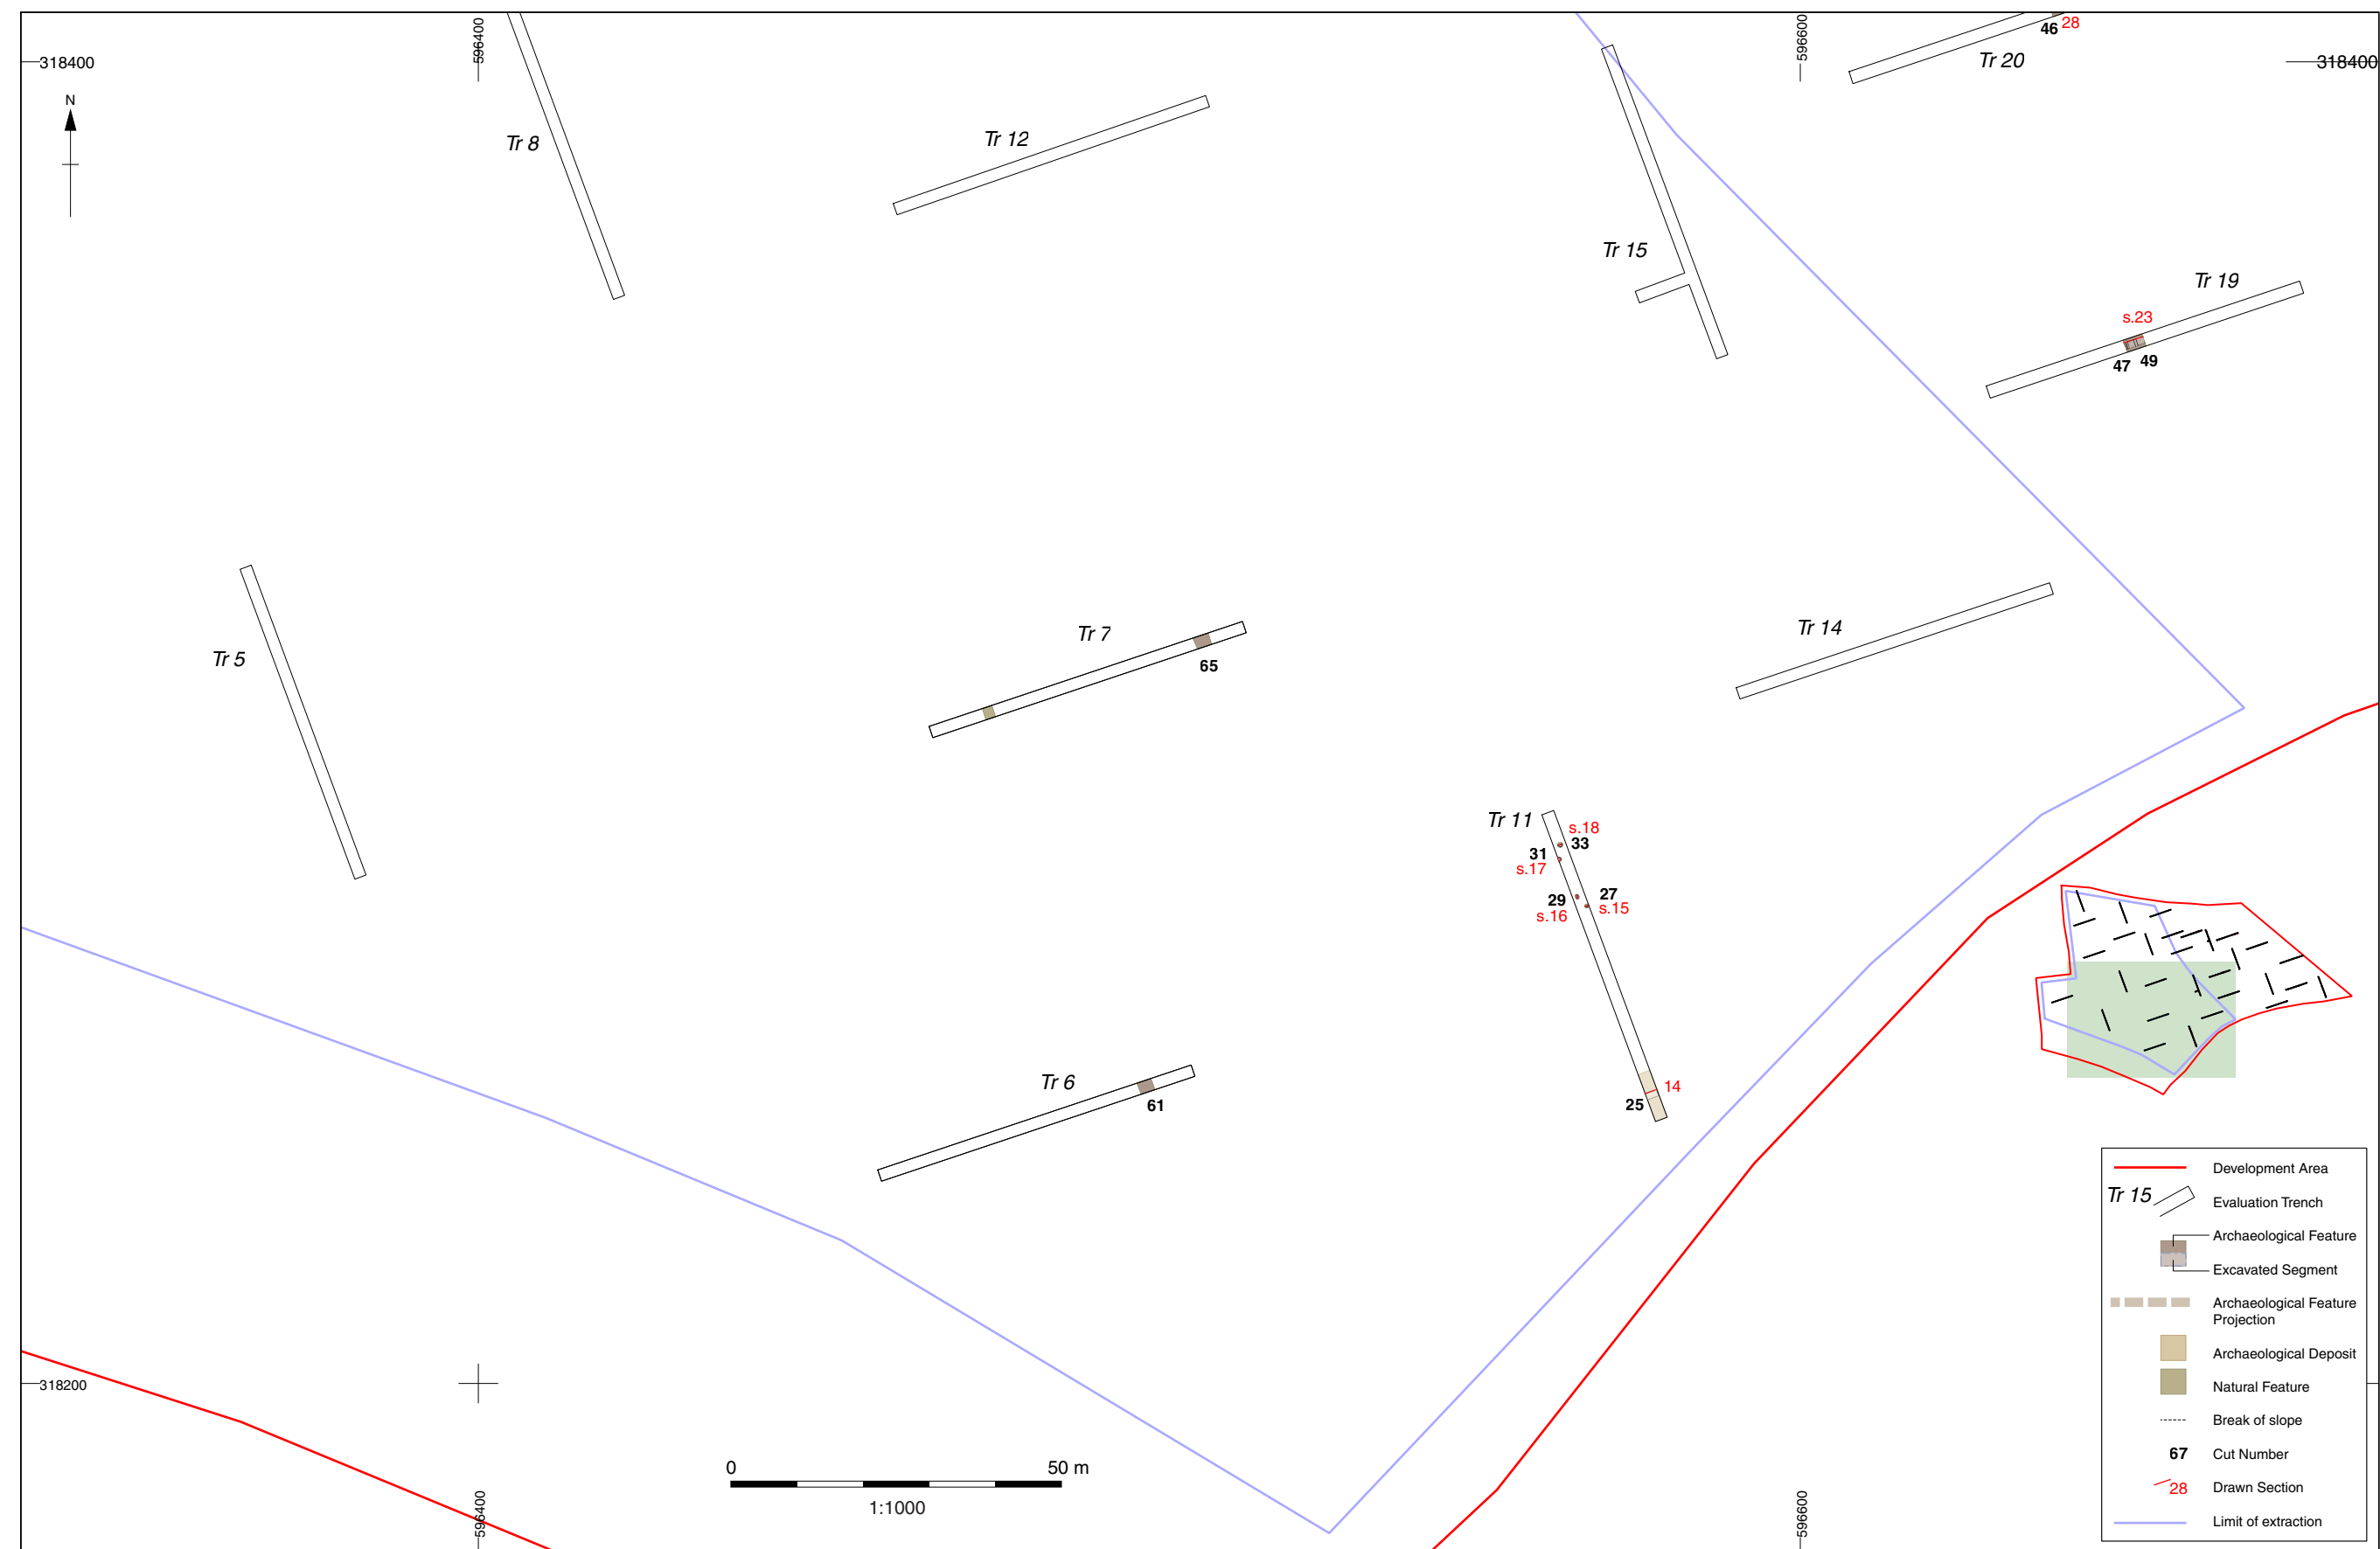 596400
596600
46 28
318400
318400
Tr 20
N
Tr 8
Tr 12
Tr 15
Tr 19
s.23
47 49
Tr 7
Tr 14
Tr 5
65
Tr 11
s.18
33
31
s.17
29
27
s.16
s.15
Tr 6
14
61
25
318200
0
50 m
1:1000
596400
596600
Development Area
Tr 15
Evaluation Trench
Archaeological Feature
Excavated Segment
Archaeological Feature
Projection
Archaeological Deposit
Natural Feature
Break of slope
67 Cut Number
28 Drawn Section
Limit of extraction